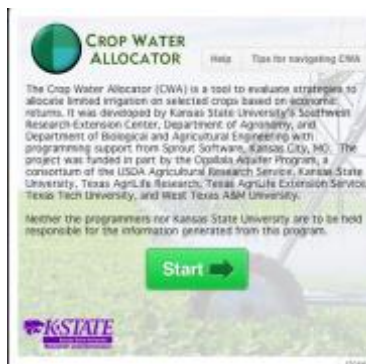 CROP WATER
ALLOCATOR
Help Tips for navigating CWA
The Crop Water Allocator (CWA) is a tool to evaluate strategies to
allocate limited irrigation on selected crops based on economic
returns. It was developed by Kansas State University's Southwest
Research-Extension Center, Department of Agronomy, and
Department of Biological and Agricultural Engineering with
programming support from Sprout Software, Kansas City, MO. The
project was funded in part by the Ogallala Aquifer Program, a
consortium of the USDA Agricultural Research Service, Kansas State
University, Texas AgriLife Research, Texas AgriLife Extension Service,
Texas Tech University, and West Texas A&M University.
Neither the programmers nor Kansas State University are to be held
responsible for the information generated from this program.
Start
K-STATE